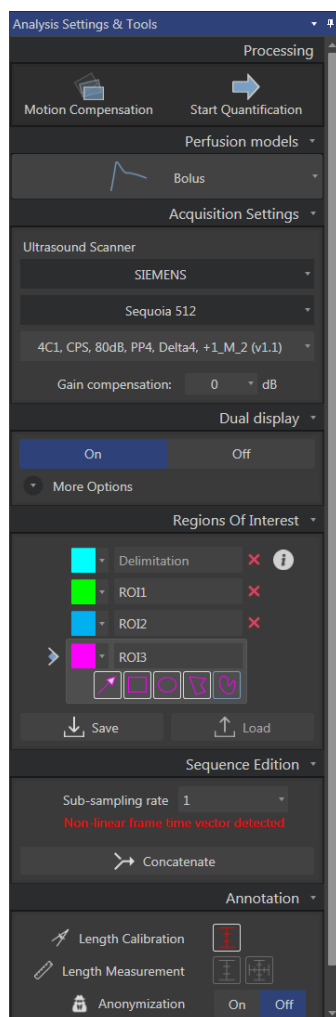 Analysis Settings & Tools
Processing
Motion Compensation
Start Quantification
Perfusion models
Bolus
Acquisition Settings
Ultrasound Scanner
SIEMENS
Sequoia 512
4C1, CPS, 80dB, PP4, Delta4, +1_M_2 (v1.1)
Gain compensation: 0 dB
Dual display
On Off
More Options
Regions Of Interest
Delimitation
ROI1
ROI2
ROI3
Save Load
Sequence Edition
Sub-sampling rate 1
Non-linear frame time vector detected
Concatenate
Annotation
Length Calibration
Length Measurement
Anonymization On Off